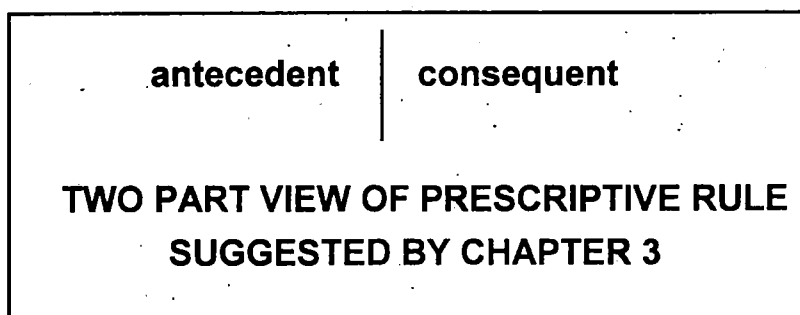 antecedent consequent
TWO PART VIEW OF PRESCRIPTIVE RULE
SUGGESTED BY CHAPTER 3